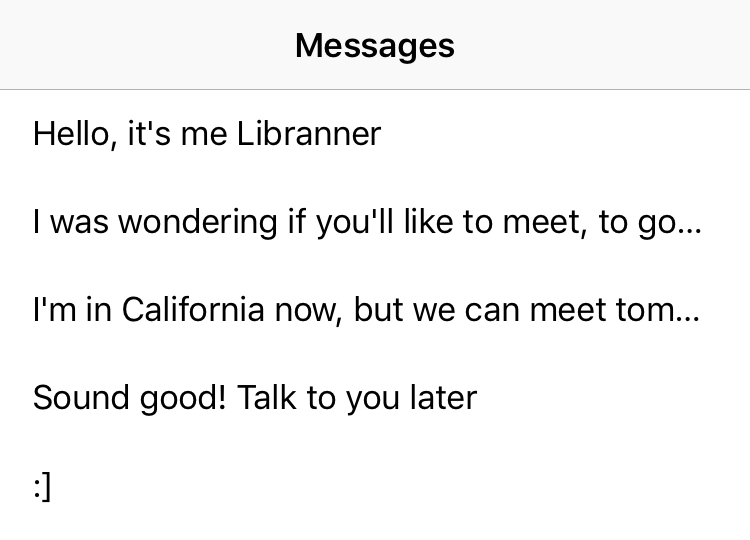 Messages
Hello, it's me Libranner
I was wondering if you'll like to meet, to go...
I'm in California now, but we can meet tom...
Sound good! Talk to you later
:]